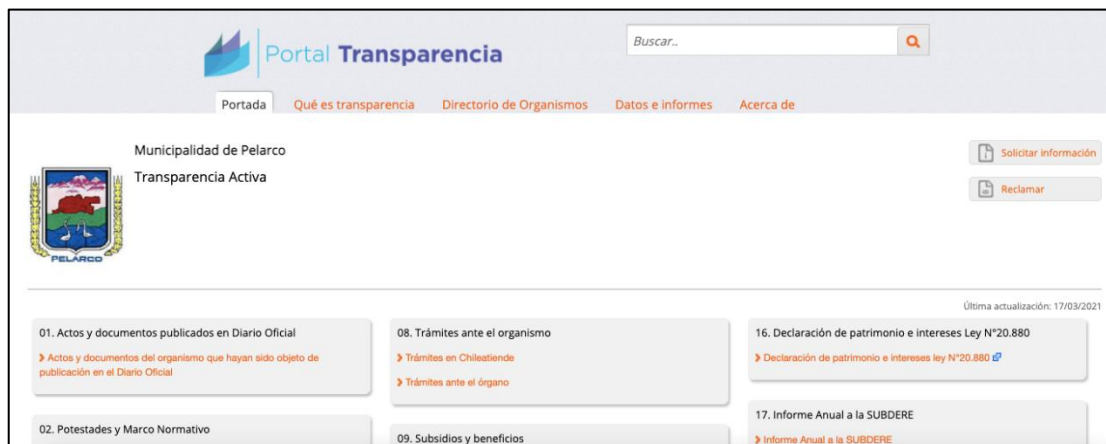 Portal Transparencia
Buscar..
Portada Qué es transparencia Directorio de Organismos Datos e informes Acerca de
Municipalidad de Pelarco
Transparencia Activa
PELARCO
Solicitar información
Reclamar
Última actualización: 17/03/2021
01. Actos y documentos publicados en Diario Oficial
Actos y documentos del organismo que hayan sido objeto de
publicación en el Diario Oficial
02. Potestades y Marco Normativo
08. Trámites ante el organismo
Trámites en Chileatiende
Trámites ante el órgano
09. Subsidios y beneficios
16. Declaración de patrimonio e intereses Ley N°20.880
Declaración de patrimonio e intereses ley N°20.880
17. Informe Anual a la SUBDERE
Informe Anual a la SUBDERE